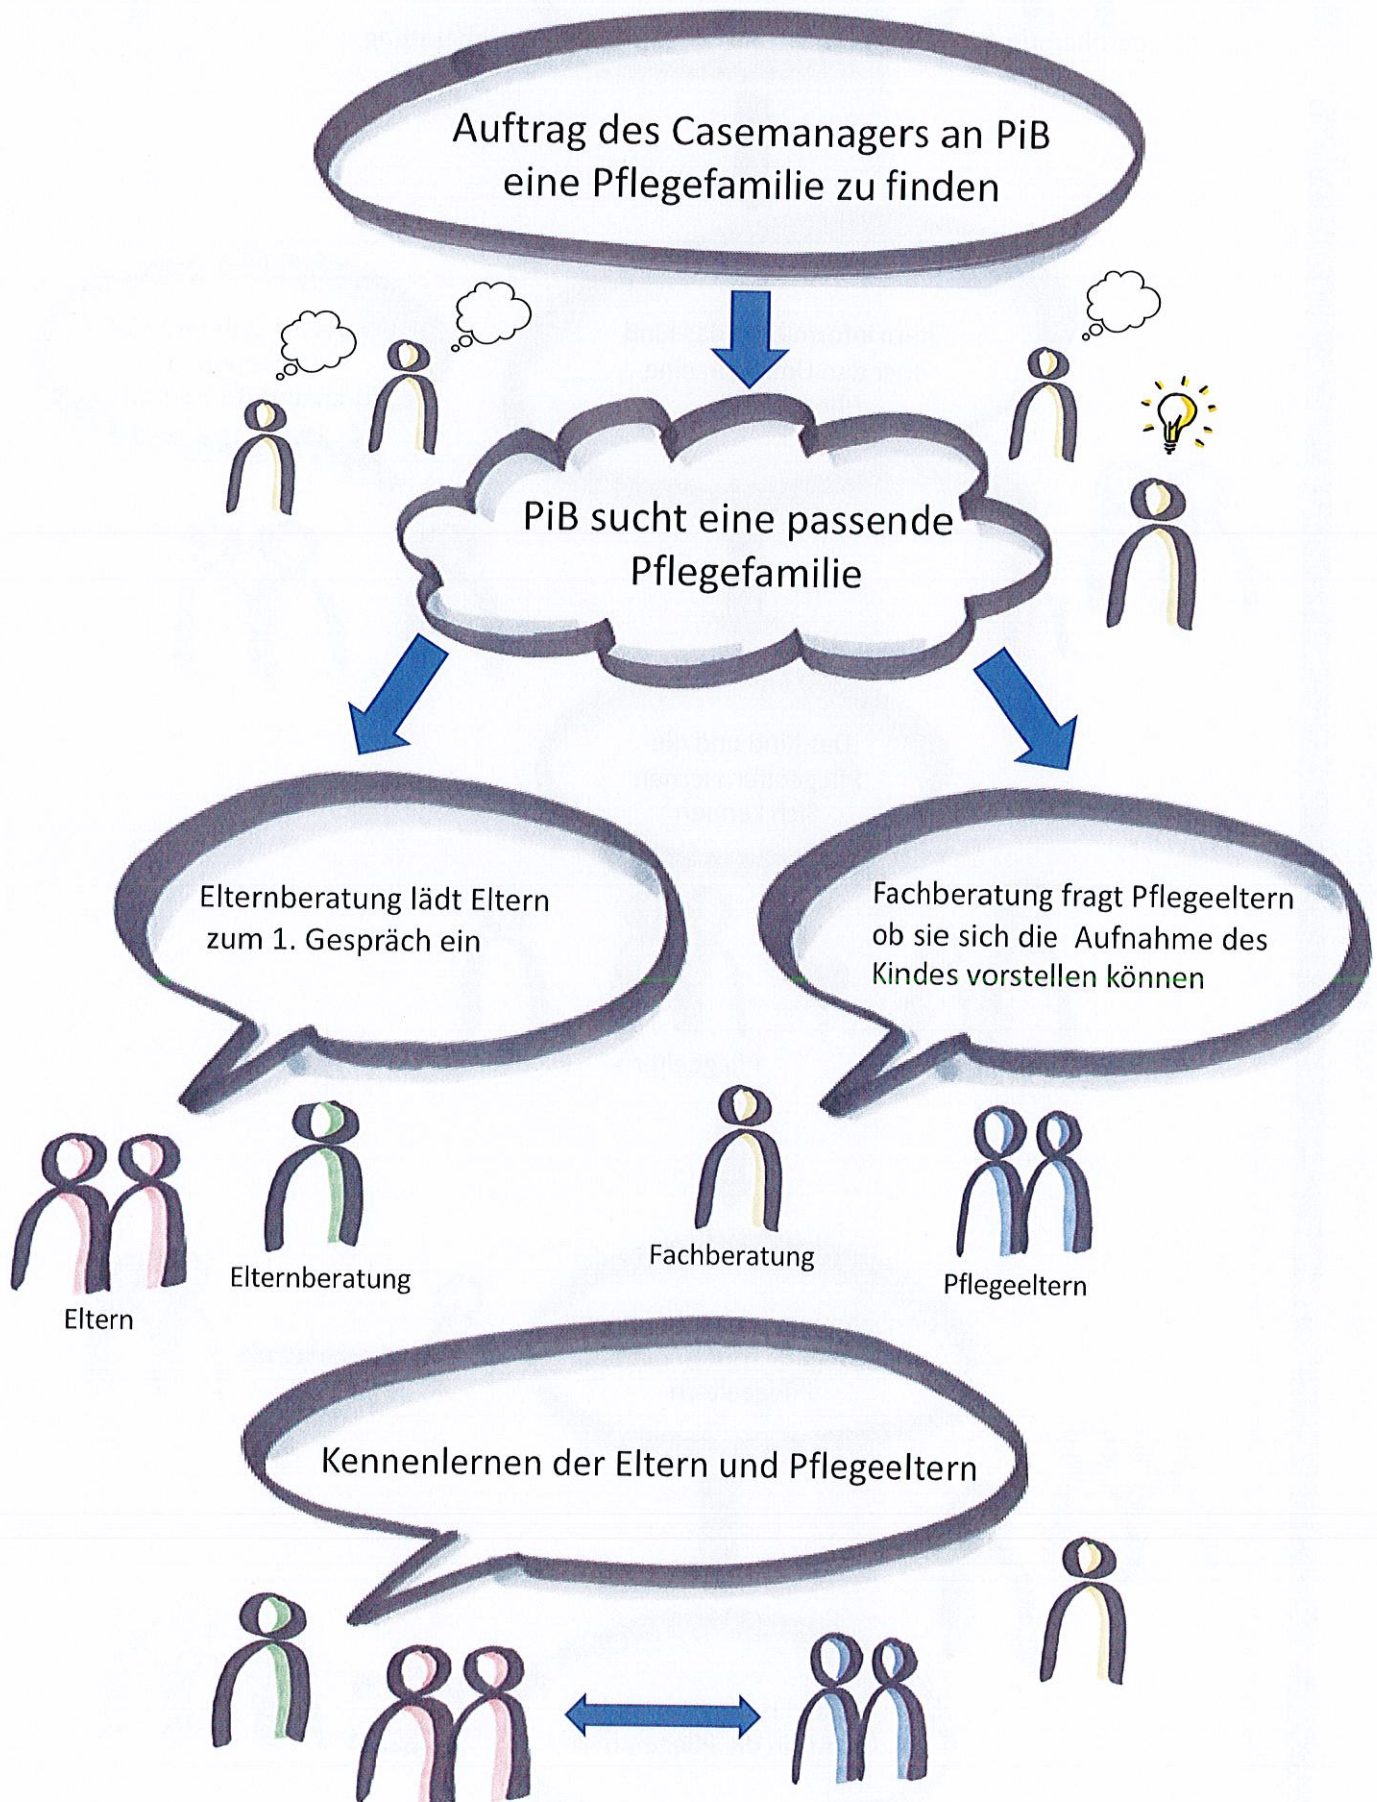 Auftrag des Casemanagers an PiB
eine Pflegefamilie zu finden
PiB sucht eine passende
Pflegefamilie
Elternberatung lädt Eltern
zum 1. Gespräch ein
Fachberatung fragt Pflegeeltern
ob sie sich die Aufnahme des
Kindes vorstellen können
Eltern
Elternberatung
Fachberatung
Pflegeeltern
Kennenlernen der Eltern und Pflegeeltern